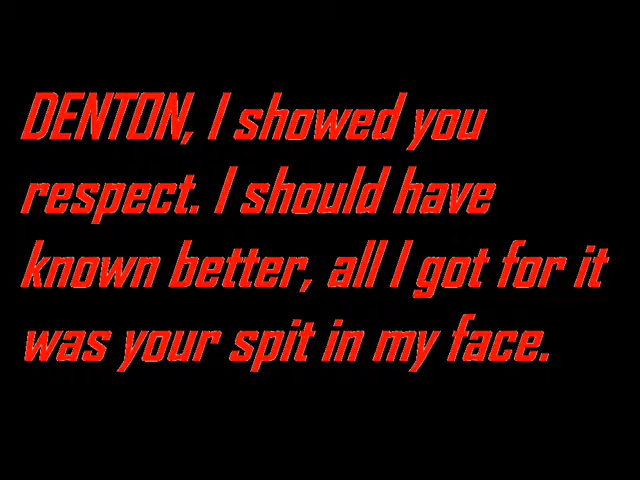 DENTON, I showed you
respect. I should have
known better, all I got for it
was your spit in my face.